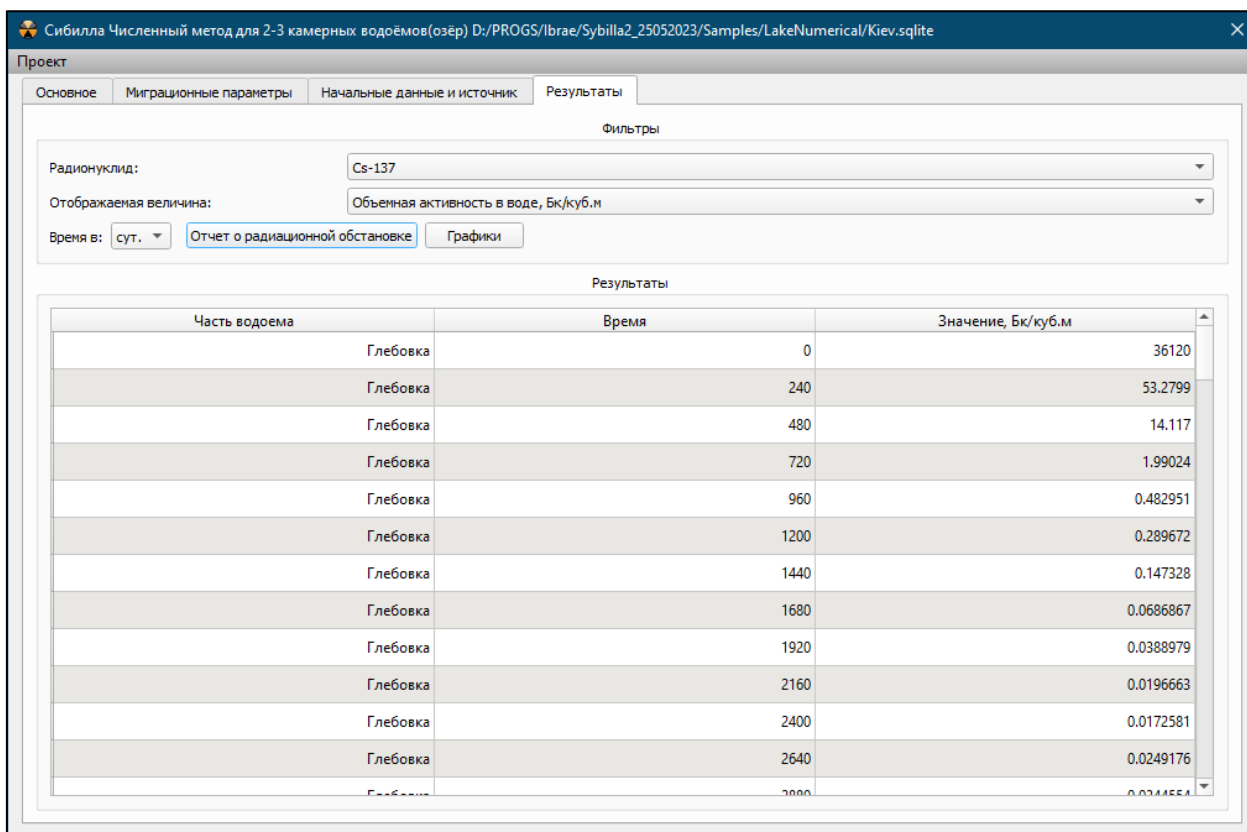 Сибилла Численный метод для 2-3 камерных водоёмов(озёр) D:/PROGS/Ibrae/Sybilla2_25052023/Samples/LakeNumerical/Kiev.sqlite
Проект
Основное Миграционные параметры Начальные данные и источник Результаты
Фильтры
Радионуклид: Cs-137
Отображаемая величина: Объемная активность в воде, Бк/куб.м
Время в: сут. Отчет о радиационной обстановке Графики
Результаты
Часть водоема Время Значение, Бк/куб.м
Глебовка 0 36120
Глебовка 240 53.2799
Глебовка 480 14.117
Глебовка 720 1.99024
Глебовка 960 0.482951
Глебовка 1200 0.289672
Глебовка 1440 0.147328
Глебовка 1680 0.0686867
Глебовка 1920 0.0388979
Глебовка 2160 0.0196663
Глебовка 2400 0.0172581
Глебовка 2640 0.0249176